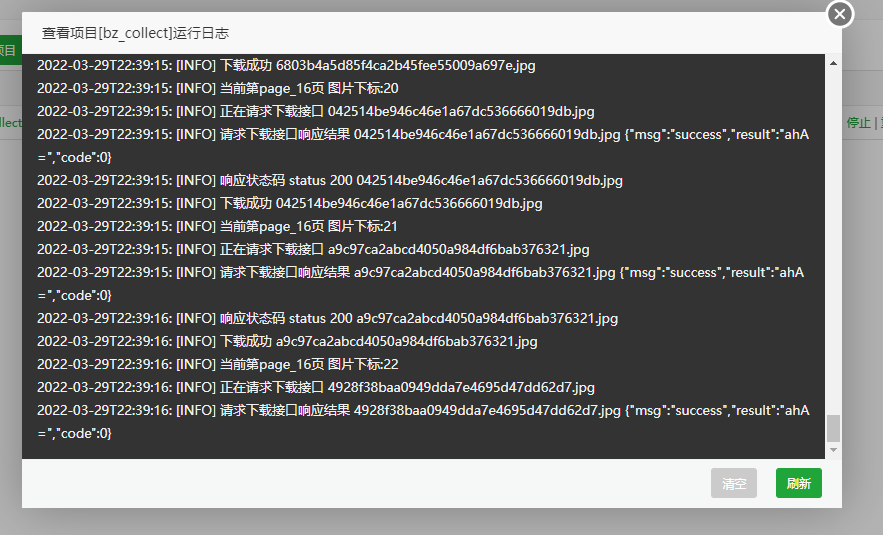 查看项目[bz_collect]运行日志
项目
2022-03-29T22:39:15: [INFO] 下载成功 6803b4a5d85f4ca2b45fee55009a697e.jpg
2022-03-29T22:39:15: [INFO] 当前第page_16页 图片下标:20
2022-03-29T22:39:15: [INFO] 正在请求下载接口 042514be946c46e1a67dc536666019db.jpg
llect
2022-03-29T22:39:15: [INFO] 请求下载接口响应结果 042514be946c46e1a67dc536666019db.jpg {"msg":"success","result":"ahA
=","code":0}
停止 |
2022-03-29T22:39:15: [INFO] 响应状态码 status 200 042514be946c46e1a67dc536666019db.jpg
2022-03-29T22:39:15: [INFO] 下载成功 042514be946c46e1a67dc536666019db.jpg
2022-03-29T22:39:15: [INFO] 当前第page_16页 图片下标:21
2022-03-29T22:39:15: [INFO] 正在请求下载接口 a9c97ca2abcd4050a984df6bab376321.jpg
2022-03-29T22:39:15: [INFO] 请求下载接口响应结果 a9c97ca2abcd4050a984df6bab376321.jpg {"msg":"success","result":"ahA
=","code":0}
2022-03-29T22:39:16: [INFO] 响应状态码 status 200 a9c97ca2abcd4050a984df6bab376321.jpg
2022-03-29T22:39:16: [INFO] 下载成功 a9c97ca2abcd4050a984df6bab376321.jpg
2022-03-29T22:39:16: [INFO] 当前第page_16页 图片下标:22
2022-03-29T22:39:16: [INFO] 正在请求下载接口 4928f38baa0949dda7e4695d47dd62d7.jpg
2022-03-29T22:39:16: [INFO] 请求下载接口响应结果 4928f38baa0949dda7e4695d47dd62d7.jpg {"msg":"success","result":"ahA
=","code":0}
清空
刷新